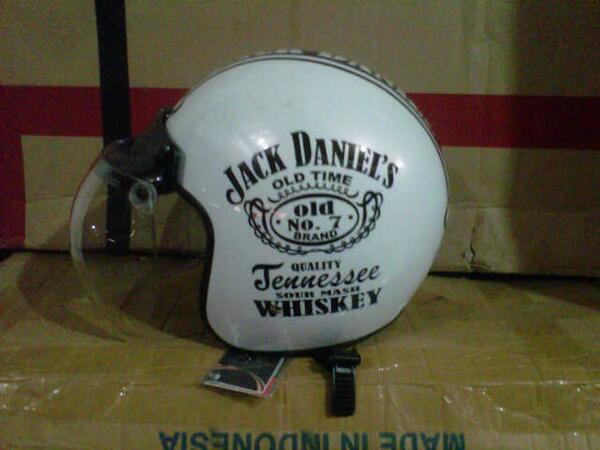 JACK DANIEL'S
OLD TIME
old
No. 7
BRAND
QUALITY
Tennessee
SOUR MASH
WHISKEY
MADE IN INDONESIA